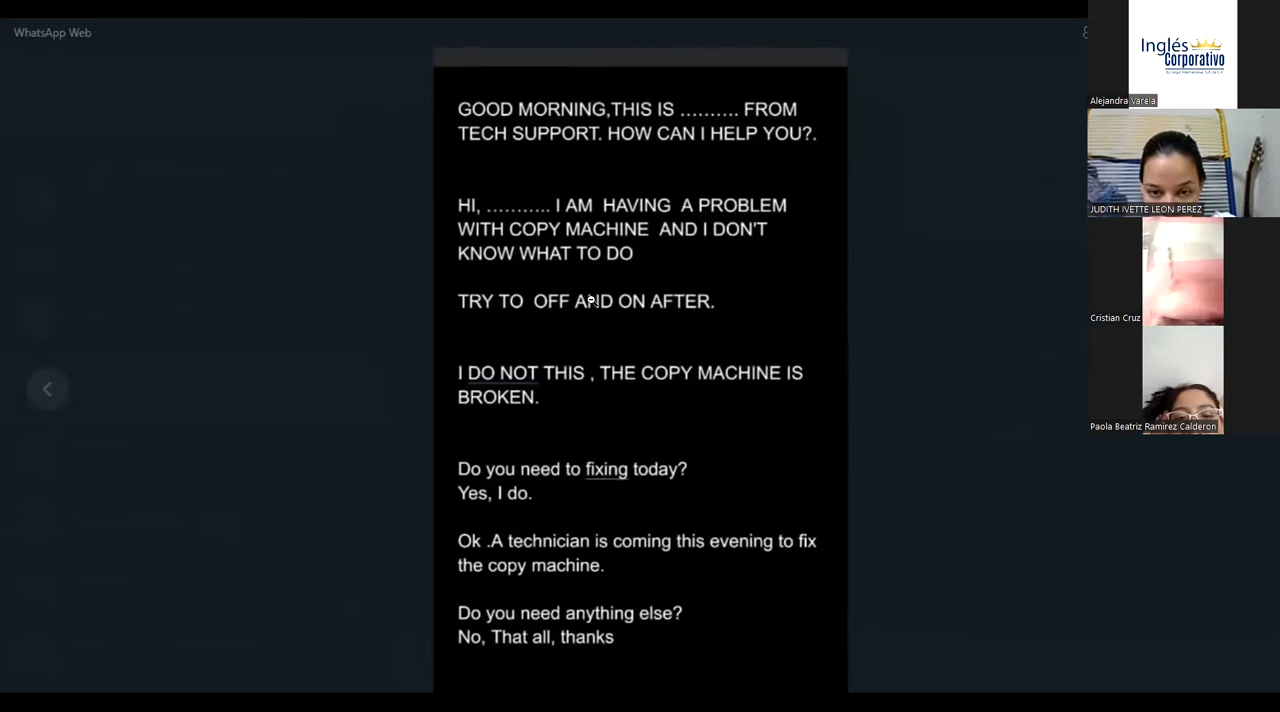 WhatsApp Web
GOOD MORNING,THIS IS .......... FROM
TECH SUPPORT. HOW CAN I HELP YOU?.
HI, ........... I AM HAVING A PROBLEM
WITH COPY MACHINE AND I DON'T
KNOW WHAT TO DO
TRY TO OFF AND ON AFTER.
I DO NOT THIS , THE COPY MACHINE IS
BROKEN.
Do you need to fixing today?
Yes, I do.
Ok .A technician is coming this evening to fix
the copy machine.
Do you need anything else?
No, That all, thanks
Inglés
Corporativo
Alejandra Varela
JUDITH IVETTE LEON PEREZ
Cristian Cruz
Paola Beatriz Ramirez Calderon